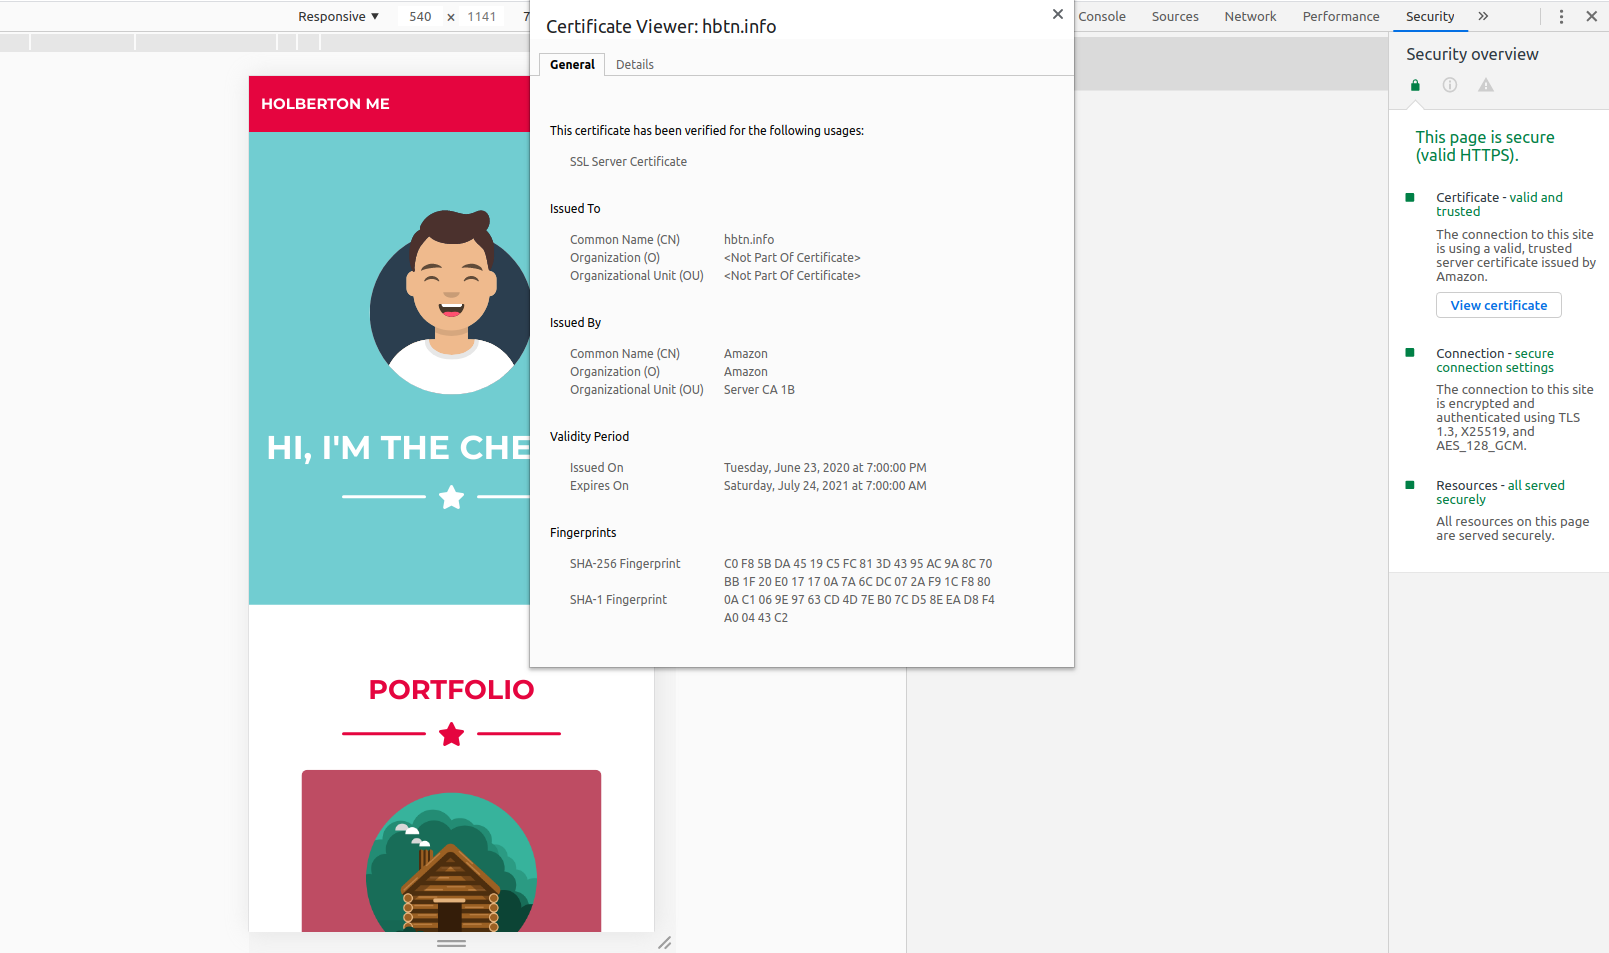 Responsive ▼ 540 × 1141 7
Certificate Viewer: hbtn.info
General Details
This certificate has been verified for the following usages:
SSL Server Certificate
Issued To
Common Name (CN) hbtn.info
Organization (O) <Not Part Of Certificate>
Organizational Unit (OU) <Not Part Of Certificate>
Issued By
Common Name (CN) Amazon
Organization (O) Amazon
Organizational Unit (OU) Server CA 1B
Validity Period
Issued On Tuesday, June 23, 2020 at 7:00:00 PM
Expires On Saturday, July 24, 2021 at 7:00:00 AM
Fingerprints
SHA-256 Fingerprint C0 F8 5B DA 45 19 C5 FC 81 3D 43 95 AC 9A 8C 70
BB 1F 20 E0 17 17 0A 7A 6C DC 07 2A F9 1C F8 80
SHA-1 Fingerprint 0A C1 06 9E 97 63 CD 4D 7E B0 7C D5 8E EA D8 F4
A0 04 43 C2
HOLBERTON ME
HI, I'M THE CHE
PORTFOLIO
Console Sources Network Performance Security »
Security overview
This page is secure
(valid HTTPS).
Certificate - valid and
trusted
The connection to this site
is using a valid, trusted
server certificate issued by
Amazon.
View certificate
Connection - secure
connection settings
The connection to this site
is encrypted and
authenticated using TLS
1.3, X25519, and
AES_128_GCM.
Resources - all served
securely
All resources on this page
are served securely.